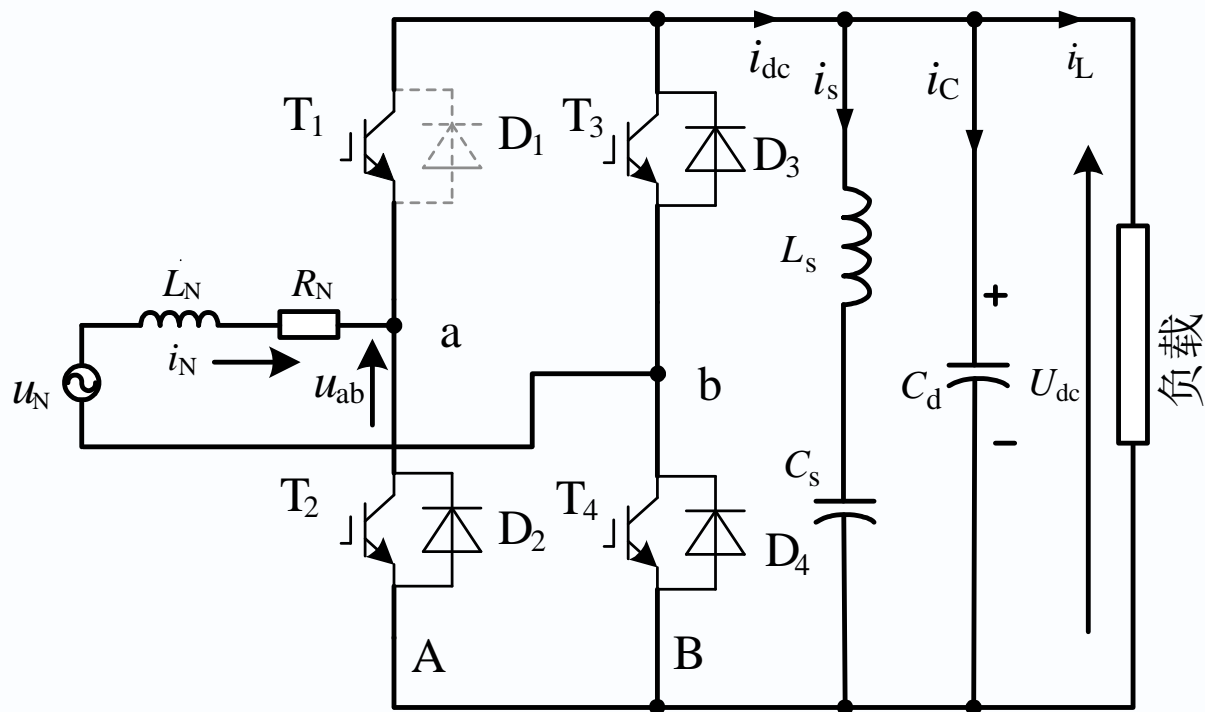 i_dc
i_s
i_C
i_L
T_1
D_1
T_3
D_3
L_s
L_N
R_N
a
i_N
u_ab
u_N
b
+
C_d
U_dc
负载
−
C_s
T_2
D_2
T_4
D_4
A
B